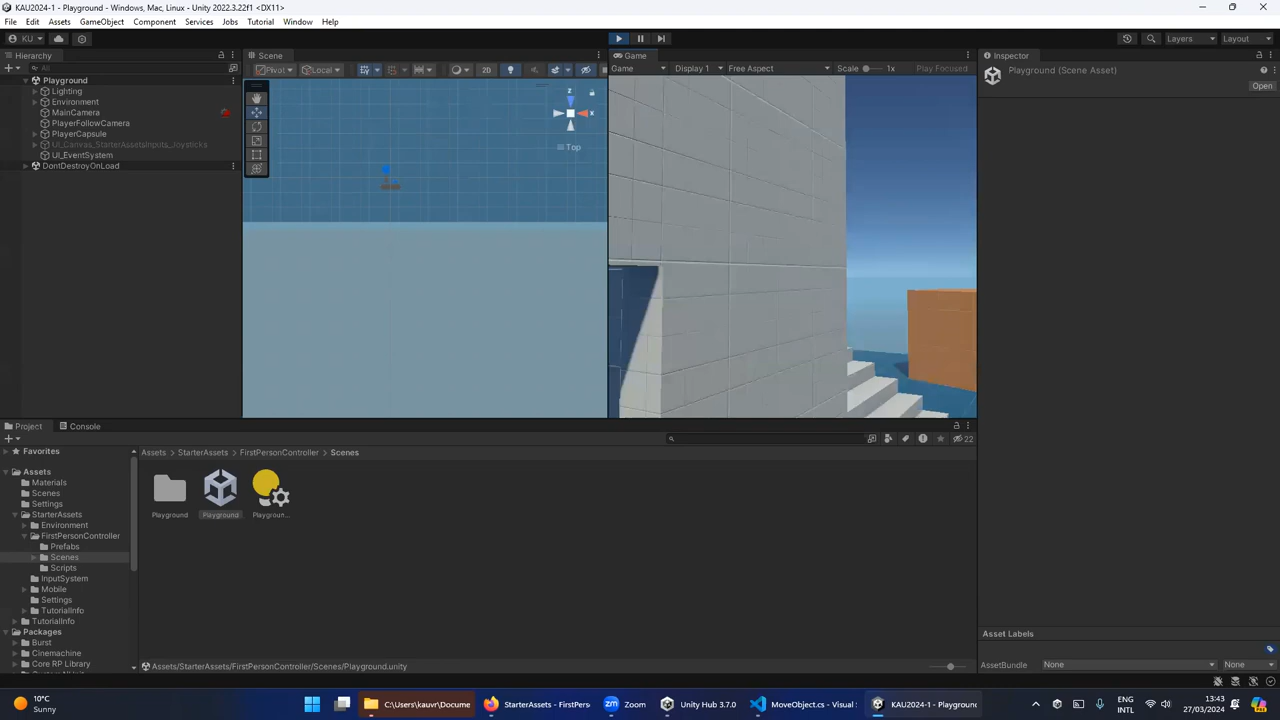 KAU2024-1 - Playground - Windows, Mac, Linux - Unity 2022.3.22f1 <DX11>
File Edit Assets GameObject Component Services Jobs Tutorial Window Help
KU
Layers Layout
Hierarchy
All
Playground
Lighting
Environment
MainCamera
PlayerFollowCamera
PlayerCapsule
UI_Canvas_StarterAssetsInputs_Joysticks
UI_EventSystem
DontDestroyOnLoad
Scene
Pivot Local 2D
z
x
Top
Game
Game Display 1 Free Aspect Scale 1x Play Focused
Inspector
Playground (Scene Asset)
Open
Asset Labels
AssetBundle None None
Project Console
22
Favorites
Assets
Materials
Scenes
Settings
StarterAssets
Environment
FirstPersonController
Prefabs
Scenes
Scripts
InputSystem
Mobile
Settings
TutorialInfo
TutorialInfo
Packages
Burst
Cinemachine
Core RP Library
Assets > StarterAssets > FirstPersonController > Scenes
Playground Playground Playgroun...
Assets/StarterAssets/FirstPersonController/Scenes/Playground.unity
10°C
Sunny
C:\Users\kauvr\Docume
StarterAssets - FirstPers
Zoom
Unity Hub 3.7.0
MoveObject.cs - Visual S
KAU2024-1 - Playground
ENG
INTL
13:43
27/03/2024